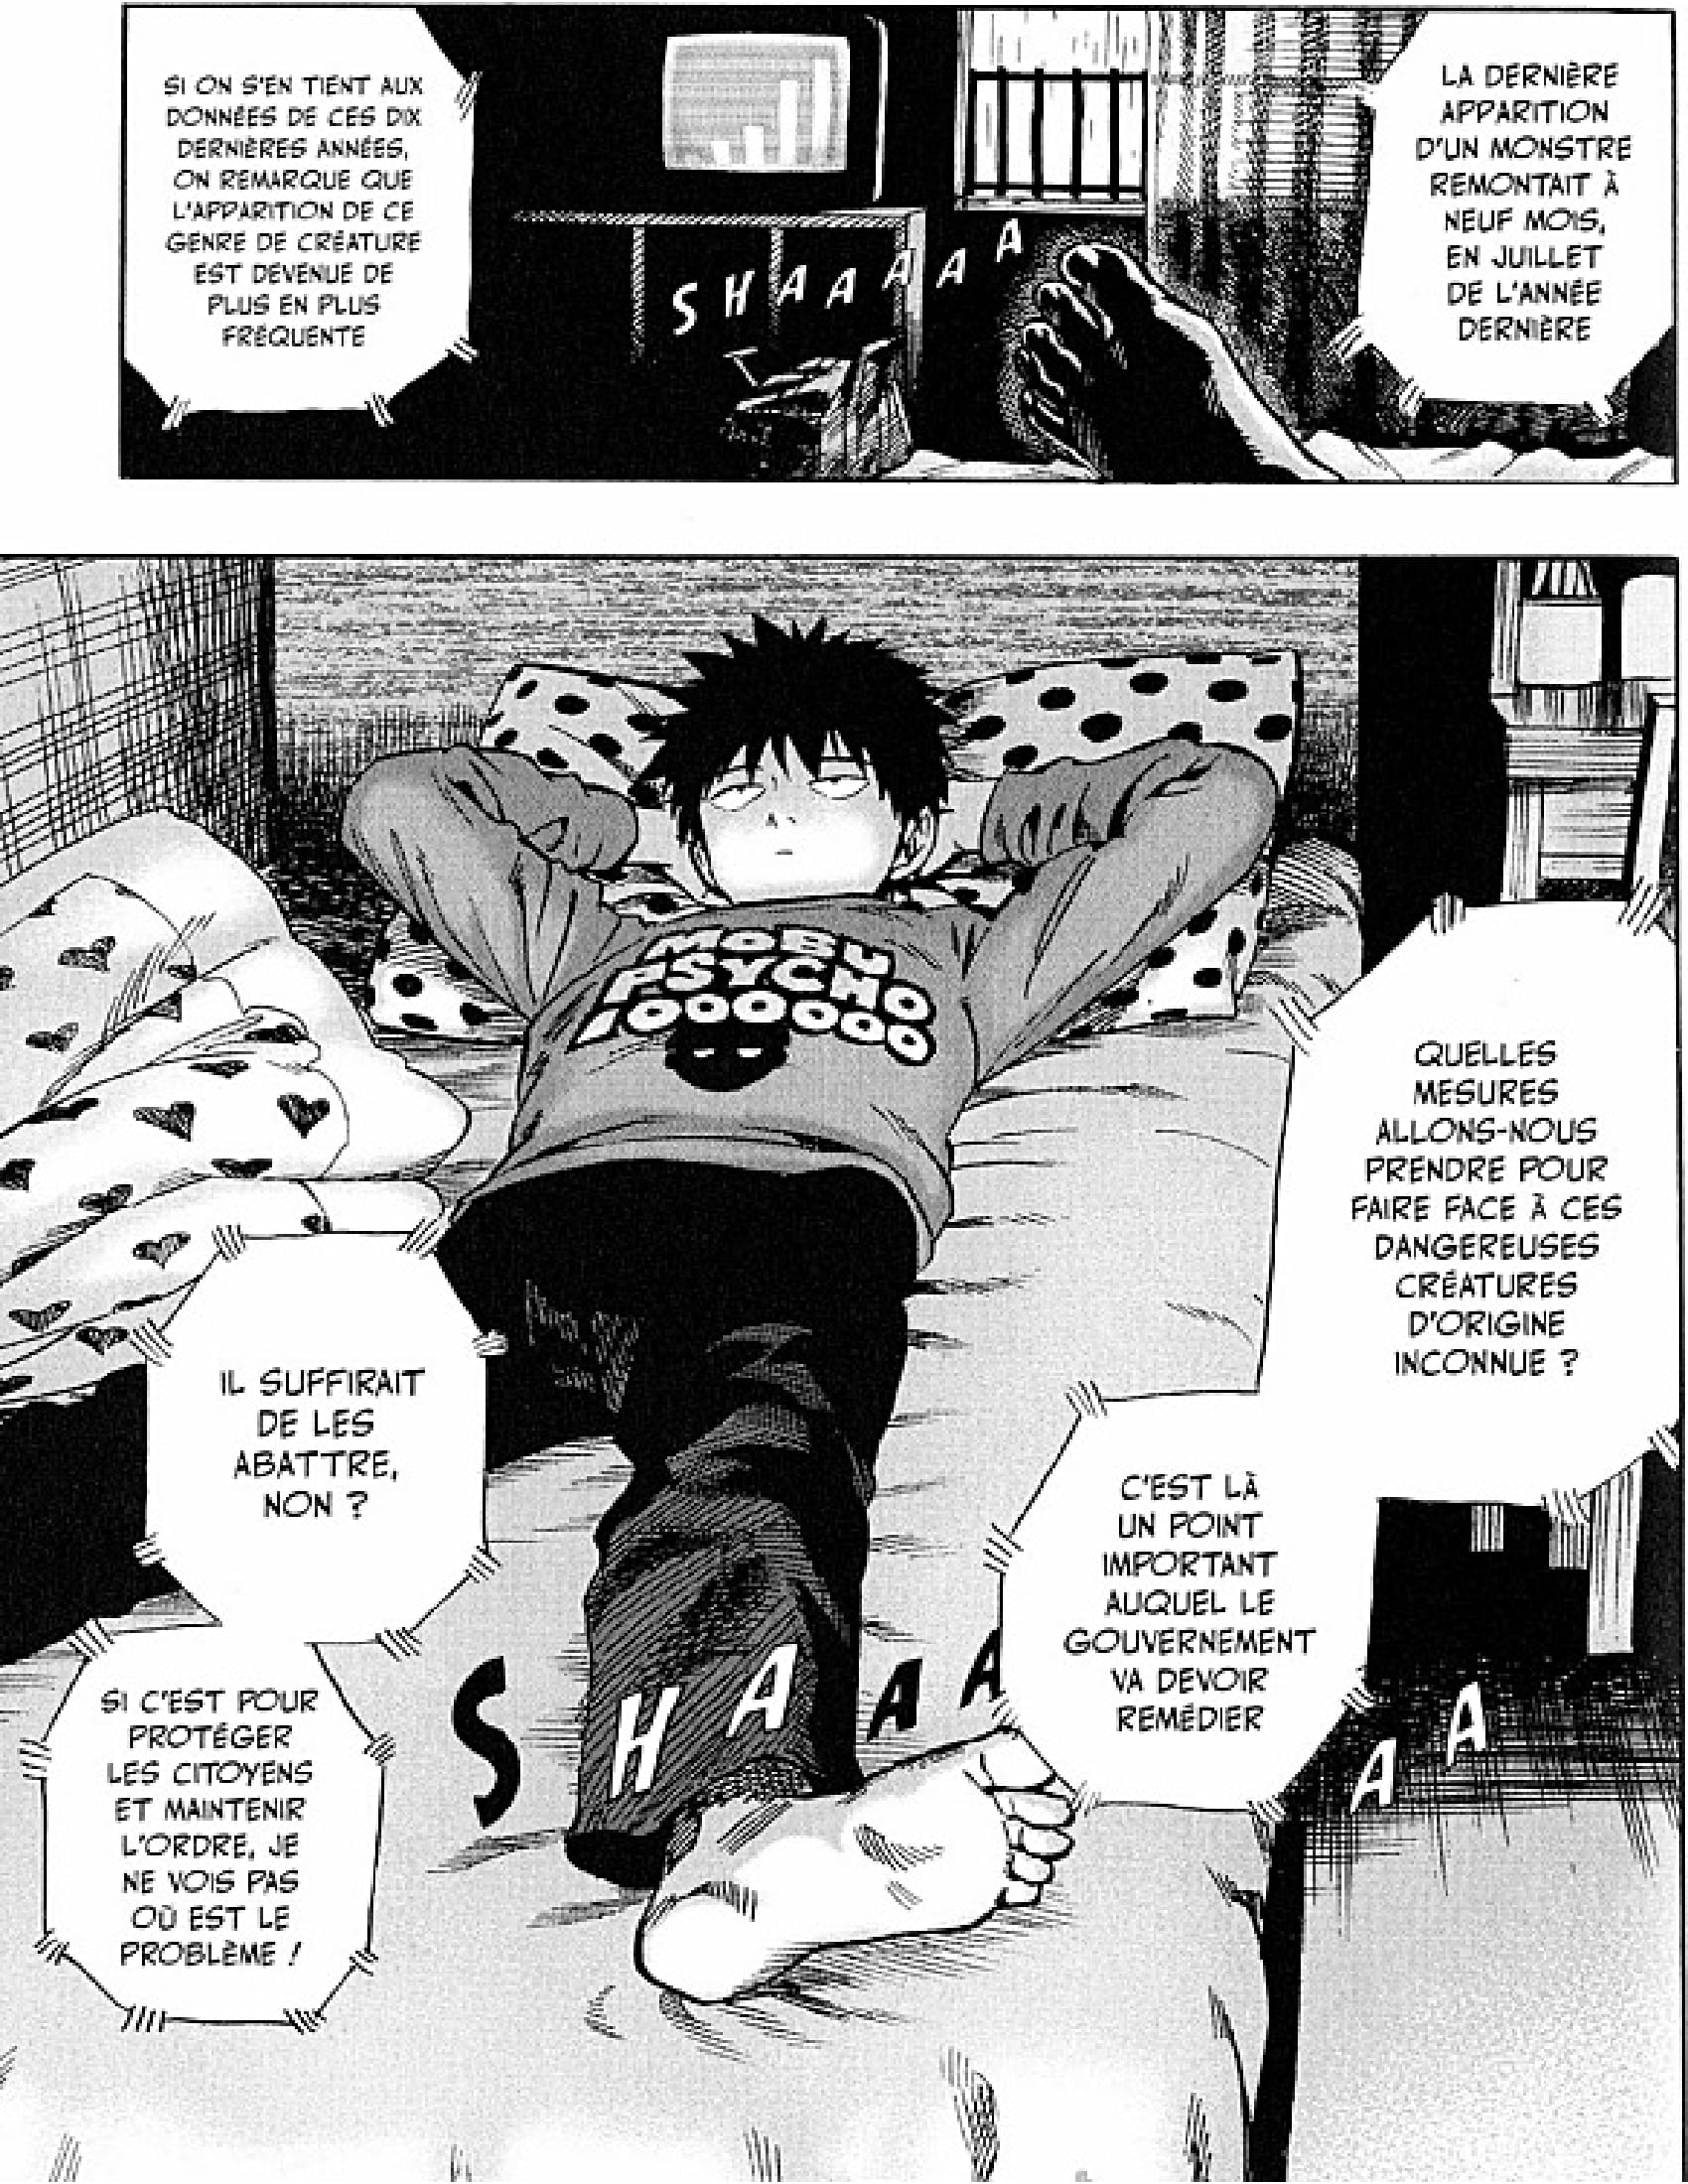 LA DERNIÈRE
APPARITION
D'UN MONSTRE
REMONTAIT À
NEUF MOIS,
EN JUILLET
DE L'ANNÉE
DERNIÈRE
SI ON S'EN TIENT AUX
DONNÉES DE CES DIX
DERNIÈRES ANNÉES,
ON REMARQUE QUE
L'APPARITION DE CE
GENRE DE CRÉATURE
EST DEVENUE DE
PLUS EN PLUS
FRÉQUENTE
SHAAAAA
QUELLES
MESURES
ALLONS-NOUS
PRENDRE POUR
FAIRE FACE À CES
DANGEREUSES
CRÉATURES
D'ORIGINE
INCONNUE ?
C'EST LÀ
UN POINT
IMPORTANT
AUQUEL LE
GOUVERNEMENT
VA DEVOIR
REMÉDIER
MOBU
PSYCHO
1000000
IL SUFFIRAIT
DE LES
ABATTRE,
NON ?
SI C'EST POUR
PROTÉGER
LES CITOYENS
ET MAINTENIR
L'ORDRE, JE
NE VOIS PAS
OÙ EST LE
PROBLÈME !
SHAAAAA